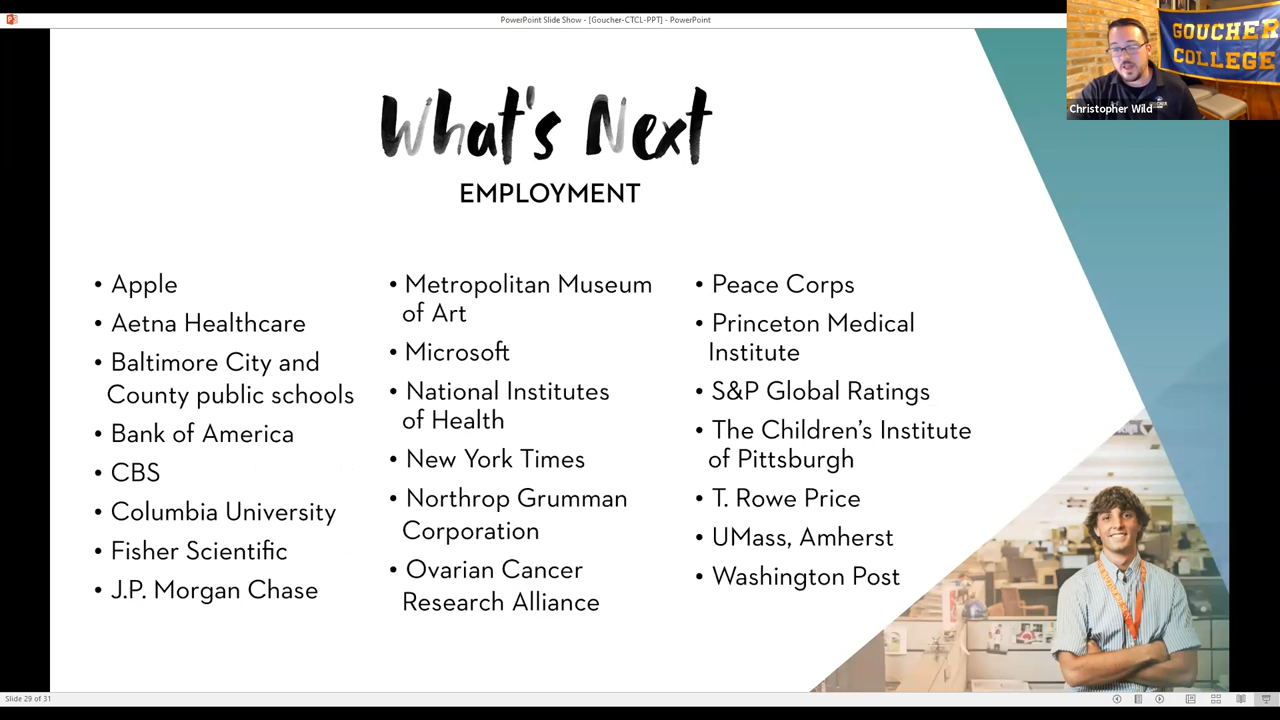 PowerPoint Slide Show - [Goucher-CTCL-PPT] - PowerPoint
GOUCHER
COLLEGE
Christopher Wild
What's Next
EMPLOYMENT
• Apple
• Aetna Healthcare
• Baltimore City and
County public schools
• Bank of America
• CBS
• Columbia University
• Fisher Scientific
• J.P. Morgan Chase
• Metropolitan Museum
of Art
• Microsoft
• National Institutes
of Health
• New York Times
• Northrop Grumman
Corporation
• Ovarian Cancer
Research Alliance
• Peace Corps
• Princeton Medical
Institute
• S&P Global Ratings
• The Children's Institute
of Pittsburgh
• T. Rowe Price
• UMass, Amherst
• Washington Post
Slide 29 of 31